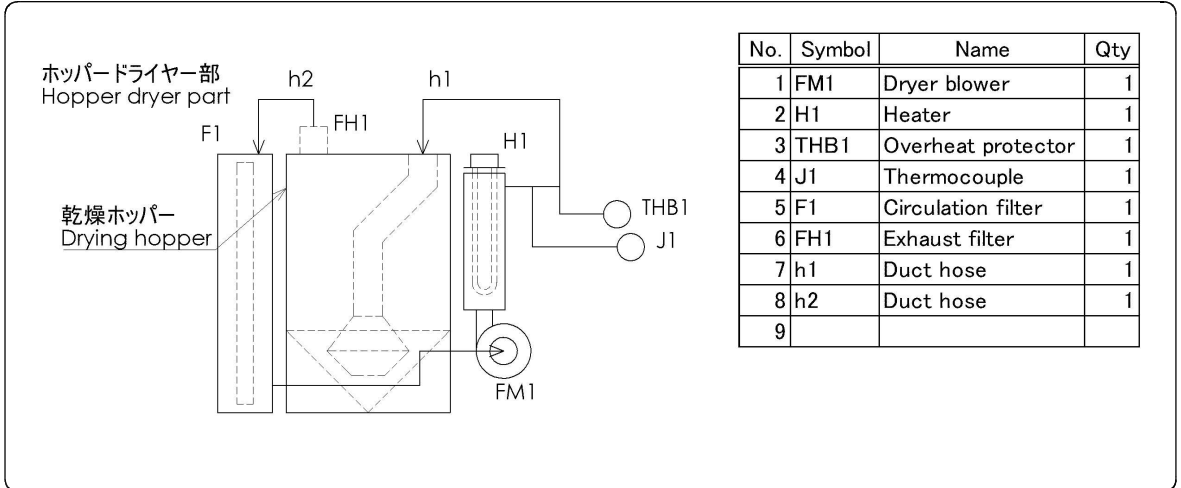 ホッパードライヤー部
Hopper dryer part
h2
h1
F1
FH1
H1
乾燥ホッパー
Drying hopper
THB1
J1
FM1
No. Symbol Name Qty
1 FM1 Dryer blower 1
2 H1 Heater 1
3 THB1 Overheat protector 1
4 J1 Thermocouple 1
5 F1 Circulation filter 1
6 FH1 Exhaust filter 1
7 h1 Duct hose 1
8 h2 Duct hose 1
9